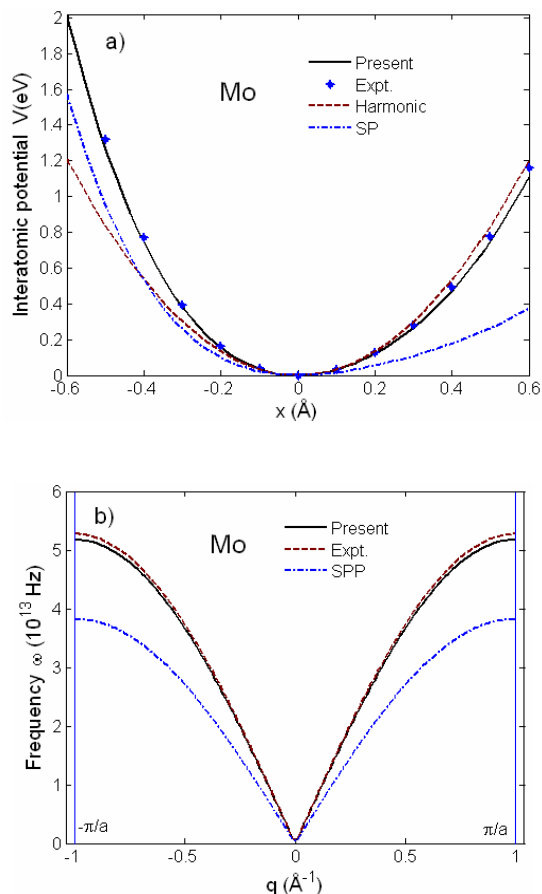 a)
Mo
Present
Expt.
Harmonic
SP
Interatomic potential V(eV)
2
1.8
1.6
1.4
1.2
1
0.8
0.6
0.4
0.2
0
-0.6 -0.4 -0.2 0 0.2 0.4 0.6
x (Å)
b)
Mo
Present
Expt.
SPP
Frequency ω (10¹³ Hz)
6
5
4
3
2
1
0
-π/a π/a
-1 -0.5 0 0.5 1
q (Å⁻¹)